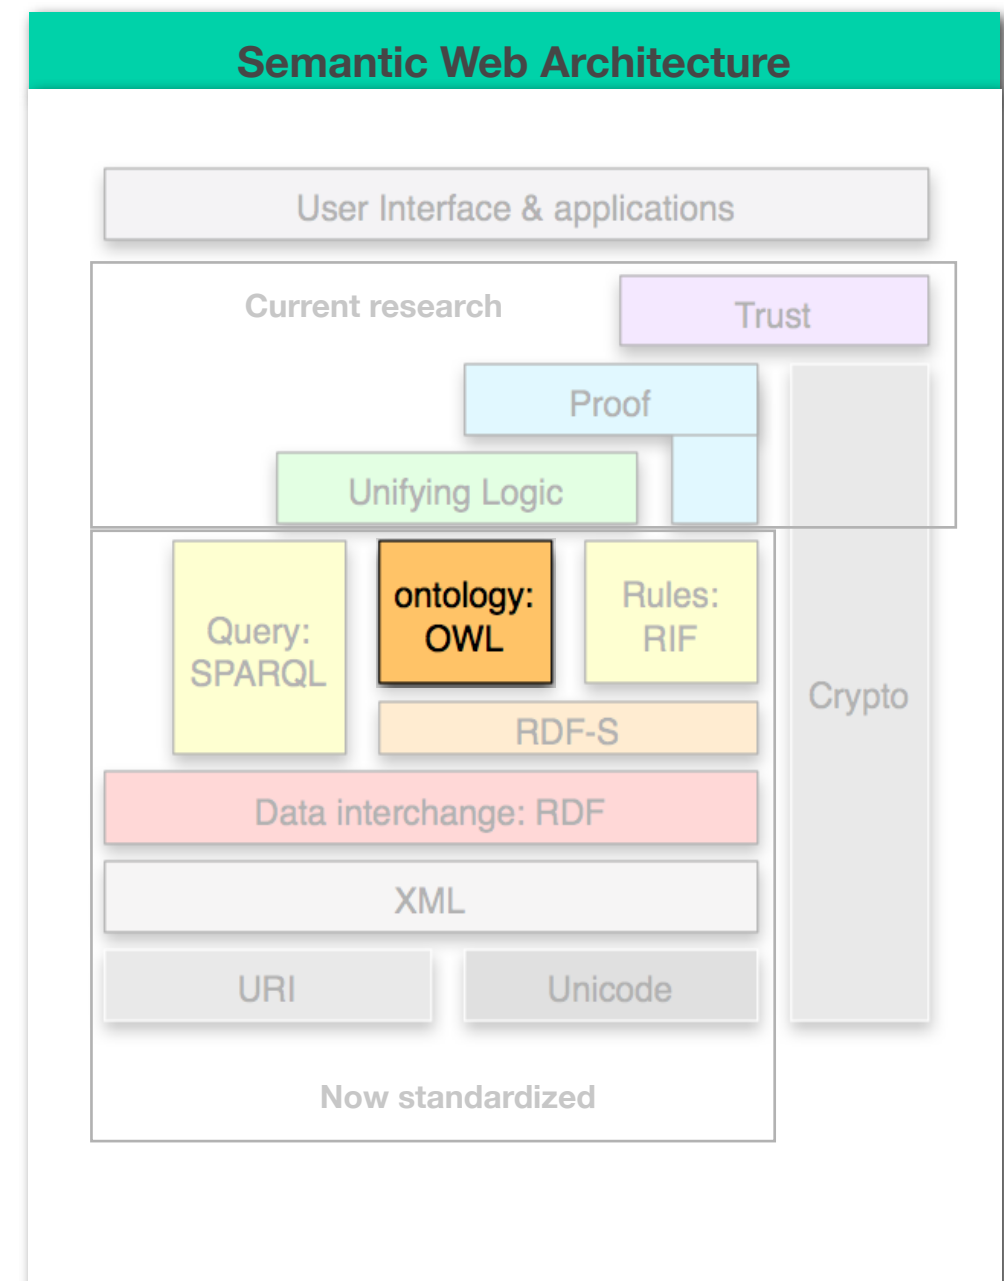 Semantic Web Architecture
User Interface & applications
Current research
Trust
Proof
Unifying Logic
Query:
SPARQL
ontology:
OWL
Rules:
RIF
Crypto
RDF-S
Data interchange: RDF
XML
URI
Unicode
Now standardized